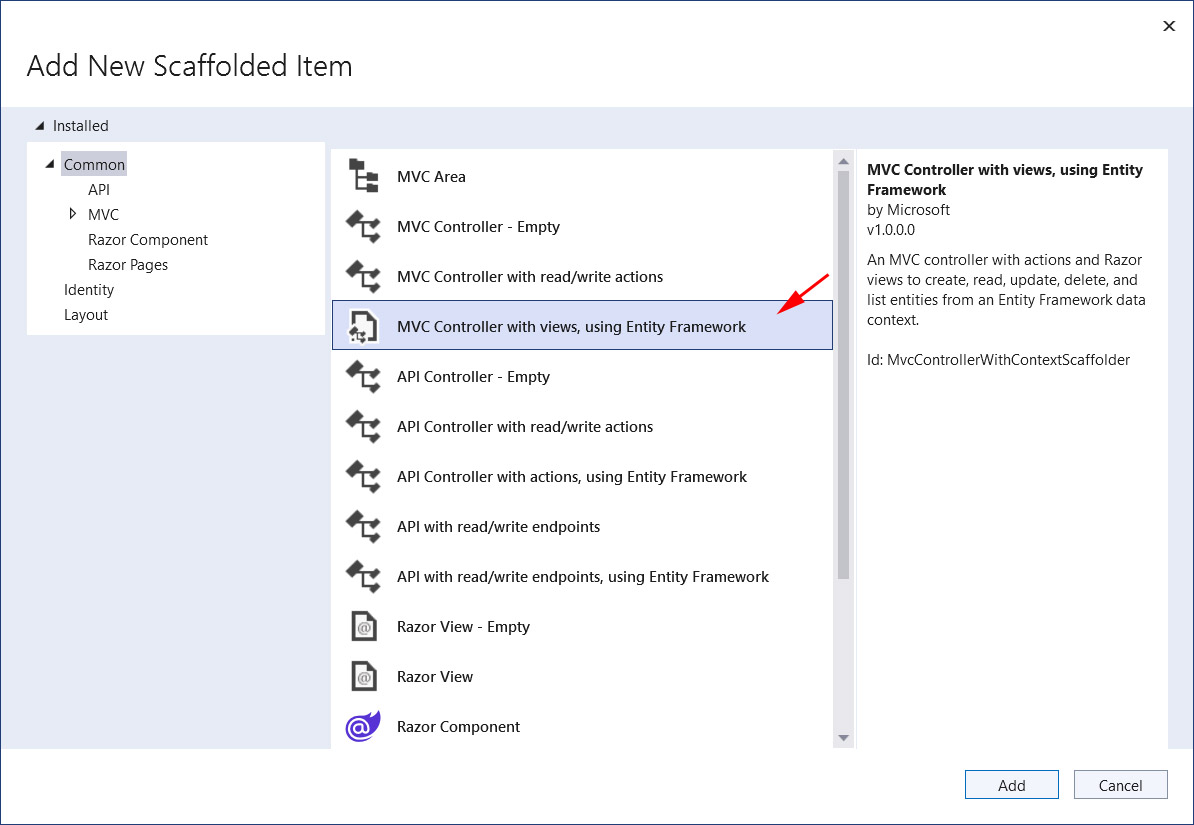 Add New Scaffolded Item
Installed
Common
API
MVC
Razor Component
Razor Pages
Identity
Layout
MVC Area
MVC Controller - Empty
MVC Controller with read/write actions
MVC Controller with views, using Entity Framework
API Controller - Empty
API Controller with read/write actions
API Controller with actions, using Entity Framework
API with read/write endpoints
API with read/write endpoints, using Entity Framework
Razor View - Empty
Razor View
Razor Component
MVC Controller with views, using Entity
Framework
by Microsoft
v1.0.0.0
An MVC controller with actions and Razor
views to create, read, update, delete, and
list entities from an Entity Framework data
context.
Id: MvcControllerWithContextScaffolder
Add
Cancel